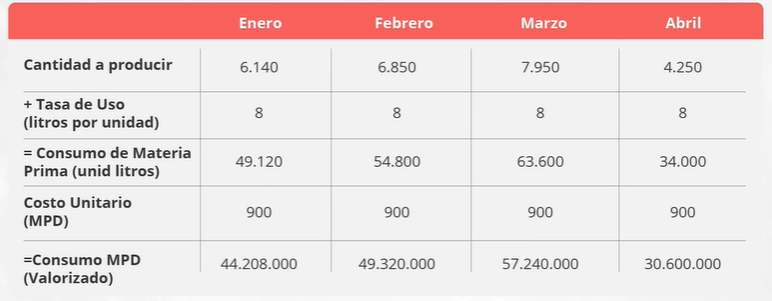 Enero Febrero Marzo Abril
Cantidad a producir 6.140 6.850 7.950 4.250
+ Tasa de Uso
(litros por unidad) 8 8 8 8
= Consumo de Materia
Prima (unid litros) 49.120 54.800 63.600 34.000
Costo Unitario
(MPD) 900 900 900 900
=Consumo MPD
(Valorizado) 44.208.000 49.320.000 57.240.000 30.600.000